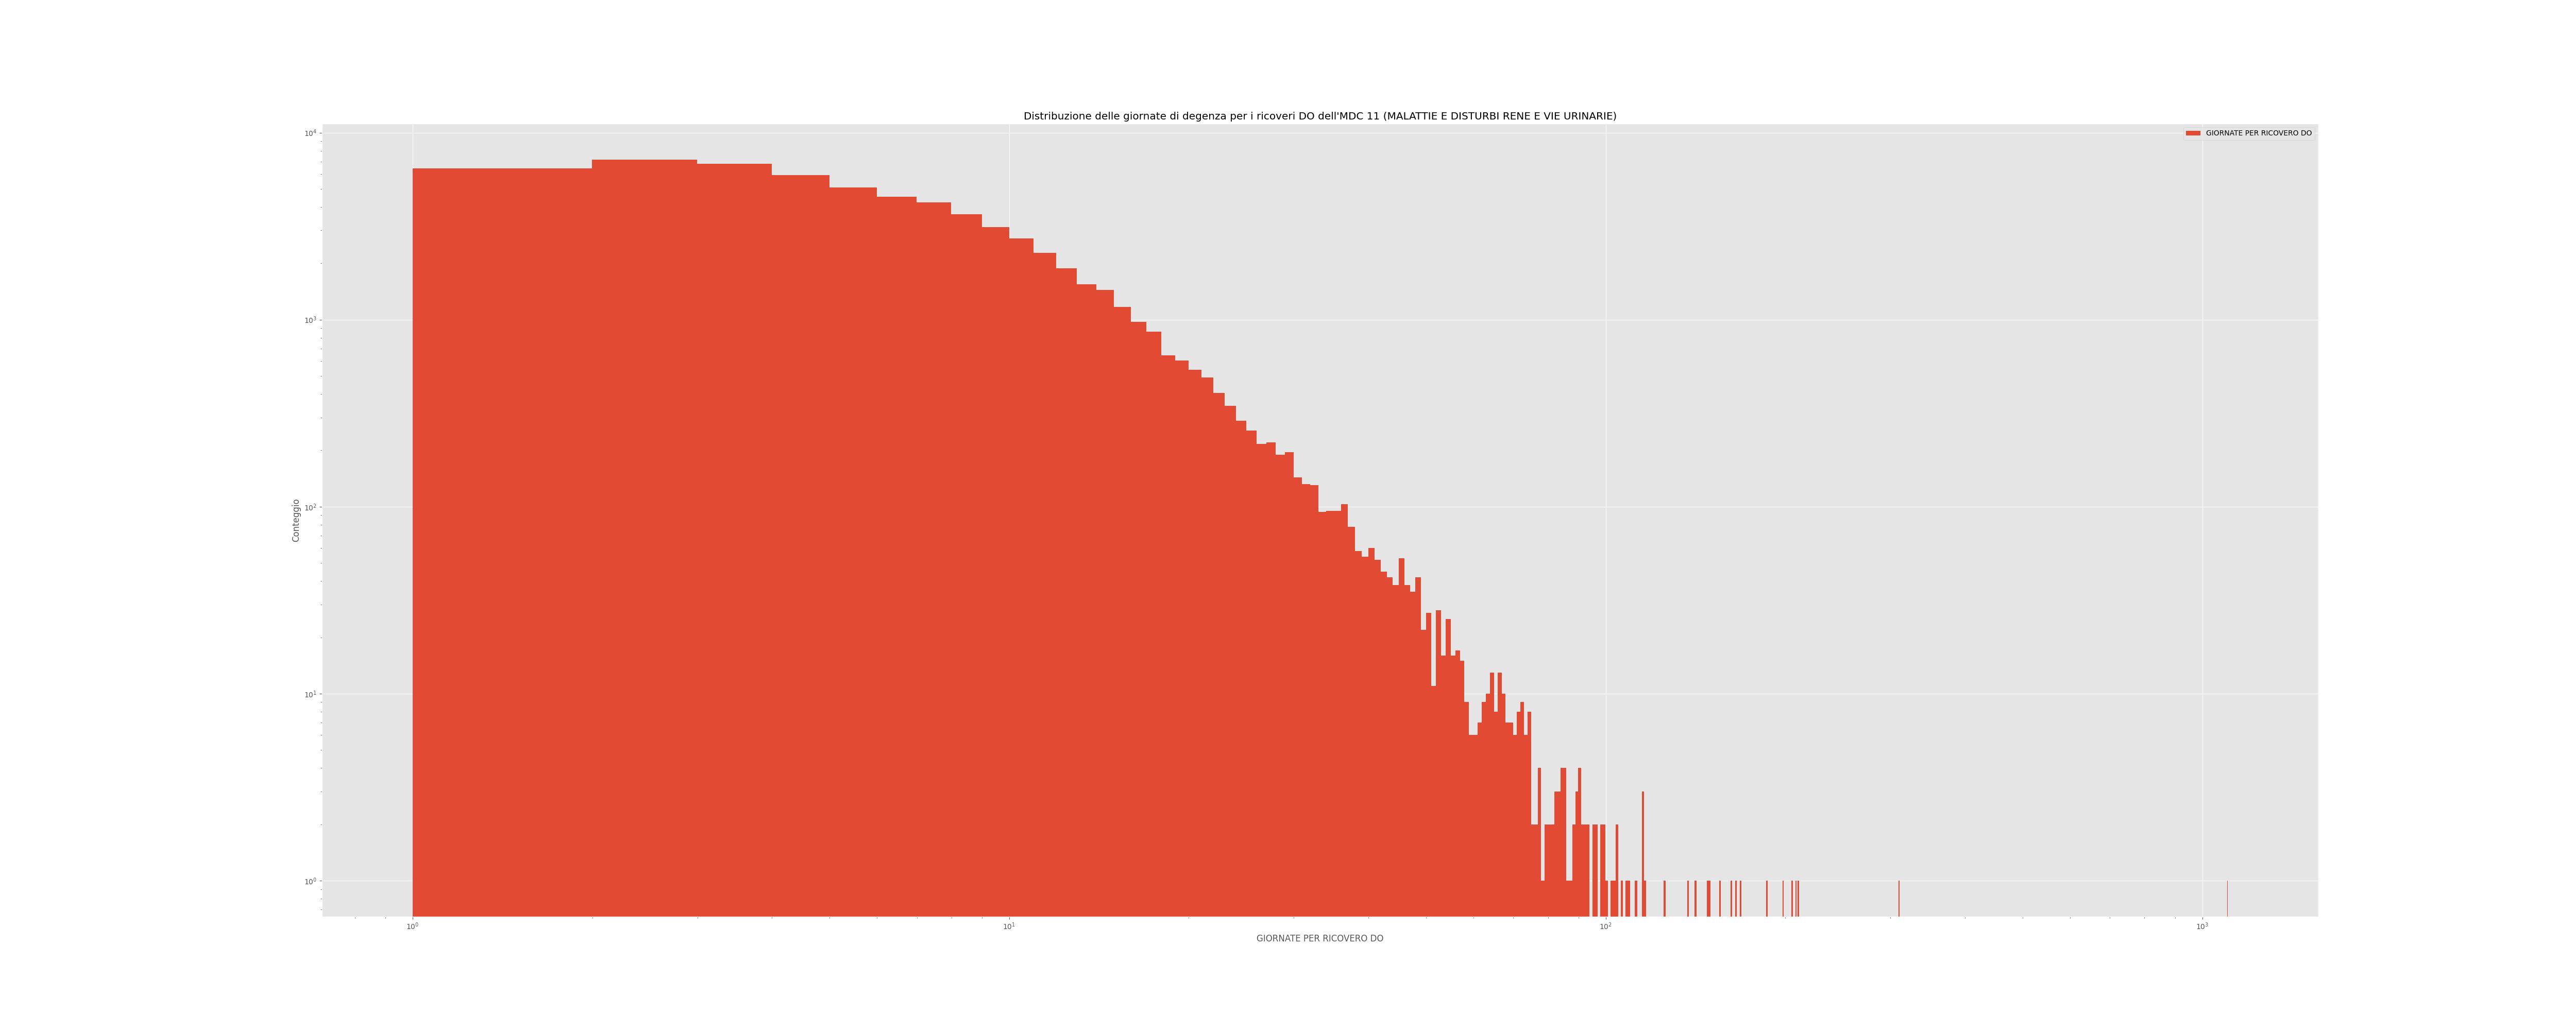 Distribuzione delle giornate di degenza per i ricoveri DO dell'MDC 11 (MALATTIE E DISTURBI RENE E VIE URINARIE)
GIORNATE PER RICOVERO DO
10⁴
10³
10²
10¹
10⁰
Conteggio
10⁰ 10¹ 10² 10³
GIORNATE PER RICOVERO DO